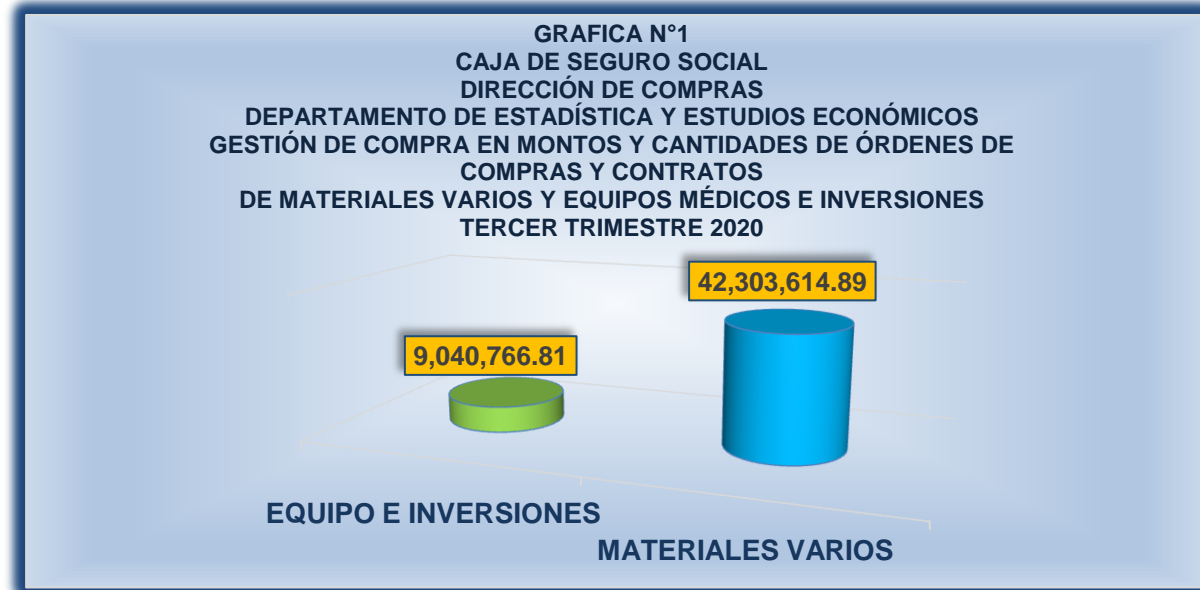 GRAFICA N°1
CAJA DE SEGURO SOCIAL
DIRECCIÓN DE COMPRAS
DEPARTAMENTO DE ESTADÍSTICA Y ESTUDIOS ECONÓMICOS
GESTIÓN DE COMPRA EN MONTOS Y CANTIDADES DE ÓRDENES DE
COMPRAS Y CONTRATOS
DE MATERIALES VARIOS Y EQUIPOS MÉDICOS E INVERSIONES
TERCER TRIMESTRE 2020
42,303,614.89
9,040,766.81
EQUIPO E INVERSIONES
MATERIALES VARIOS